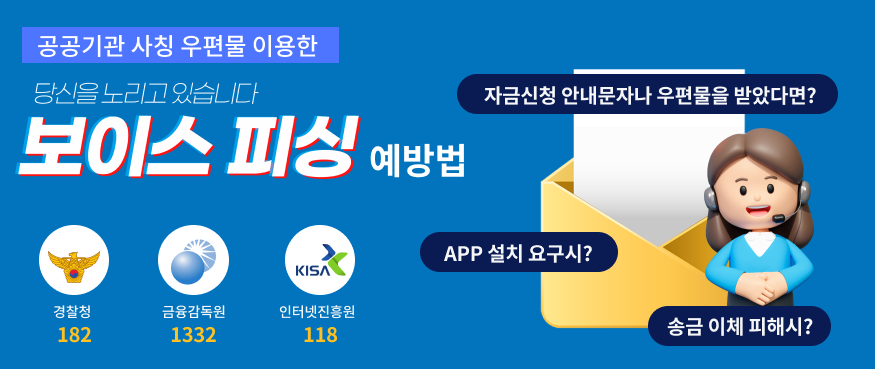 공공기관 사칭 우편물 이용한
당신을 노리고 있습니다
보이스 피싱 예방법
자금신청 안내문자나 우편물을 받았다면?
APP 설치 요구시?
송금 이체 피해시?
KISA
경찰청
182
금융감독원
1332
인터넷진흥원
118